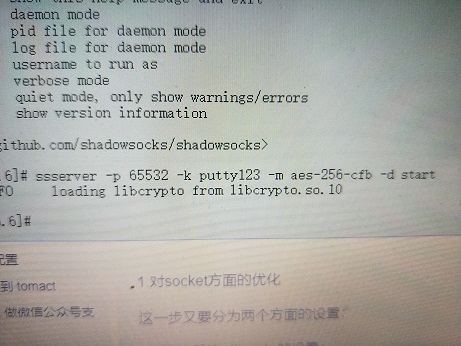 show this help message and exit
daemon mode
pid file for daemon mode
log file for daemon mode
username to run as
verbose mode
quiet mode, only show warnings/errors
show version information
github.com/shadowsocks/shadowsocks>
.6]# ssserver -p 65532 -k putty123 -m aes-256-cfb -d start
FO loading libcrypto from libcrypto.so.10
.6]#
配置
.1.对socket方面的优化
到 tomact
做微信公众号支
这一步又要分为两个方面的设置: